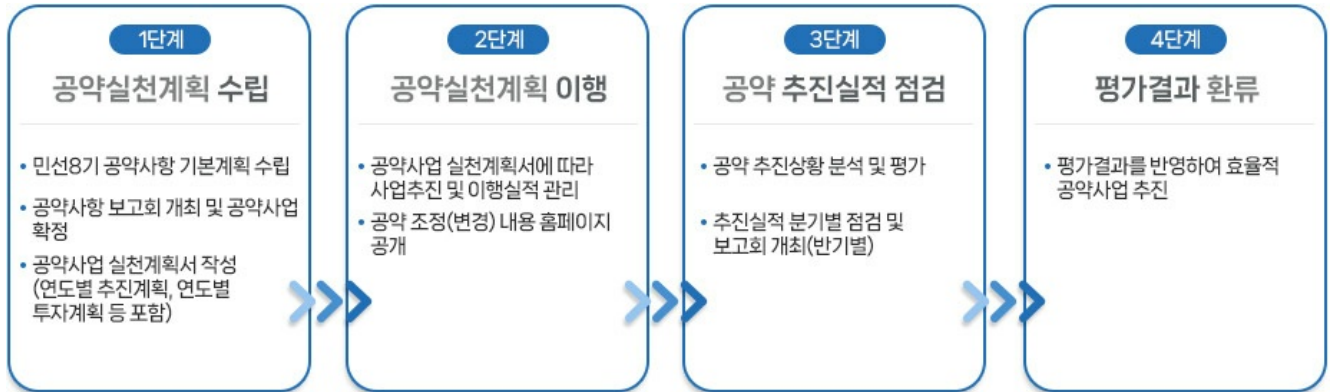 1단계
공약실천계획 수립
• 민선8기 공약사항 기본계획 수립
• 공약사항 보고회 개최 및 공약사업
확정
• 공약사업 실천계획서 작성
(연도별 추진계획, 연도별
투자계획 등 포함)
2단계
공약실천계획 이행
• 공약사업 실천계획서에 따라
사업추진 및 이행실적 관리
• 공약 조정(변경) 내용 홈페이지
공개
3단계
공약 추진실적 점검
• 공약 추진상황 분석 및 평가
• 추진실적 분기별 점검 및
보고회 개최(반기별)
4단계
평가결과 환류
• 평가결과를 반영하여 효율적
공약사업 추진